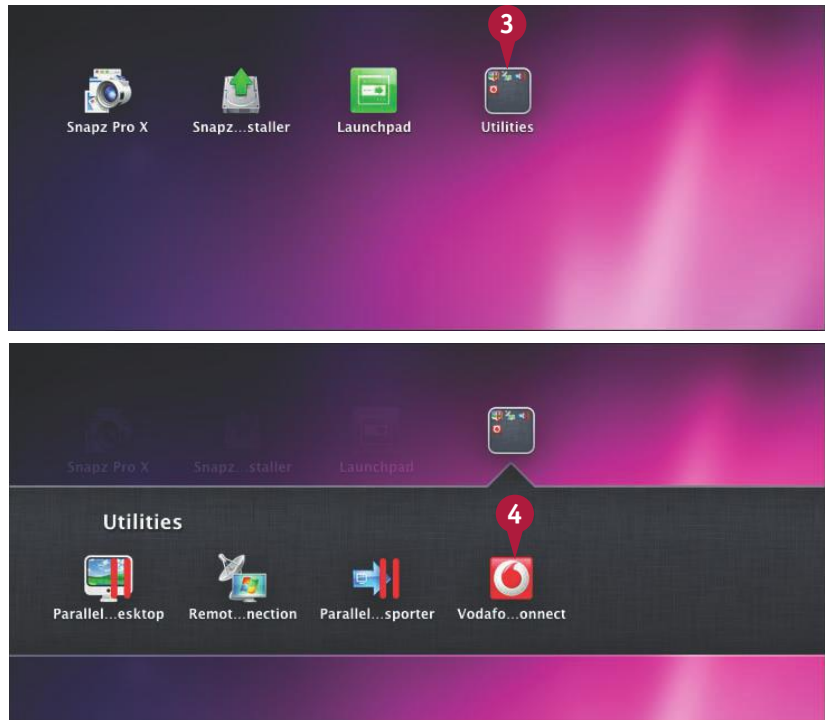 3
Snapz Pro X Snapz...staller Launchpad Utilities
Snapz Pro X Snapz...staller Launchpad
Utilities
4
Parallel...esktop Remot...nection Parallel...sporter Vodafo...onnect